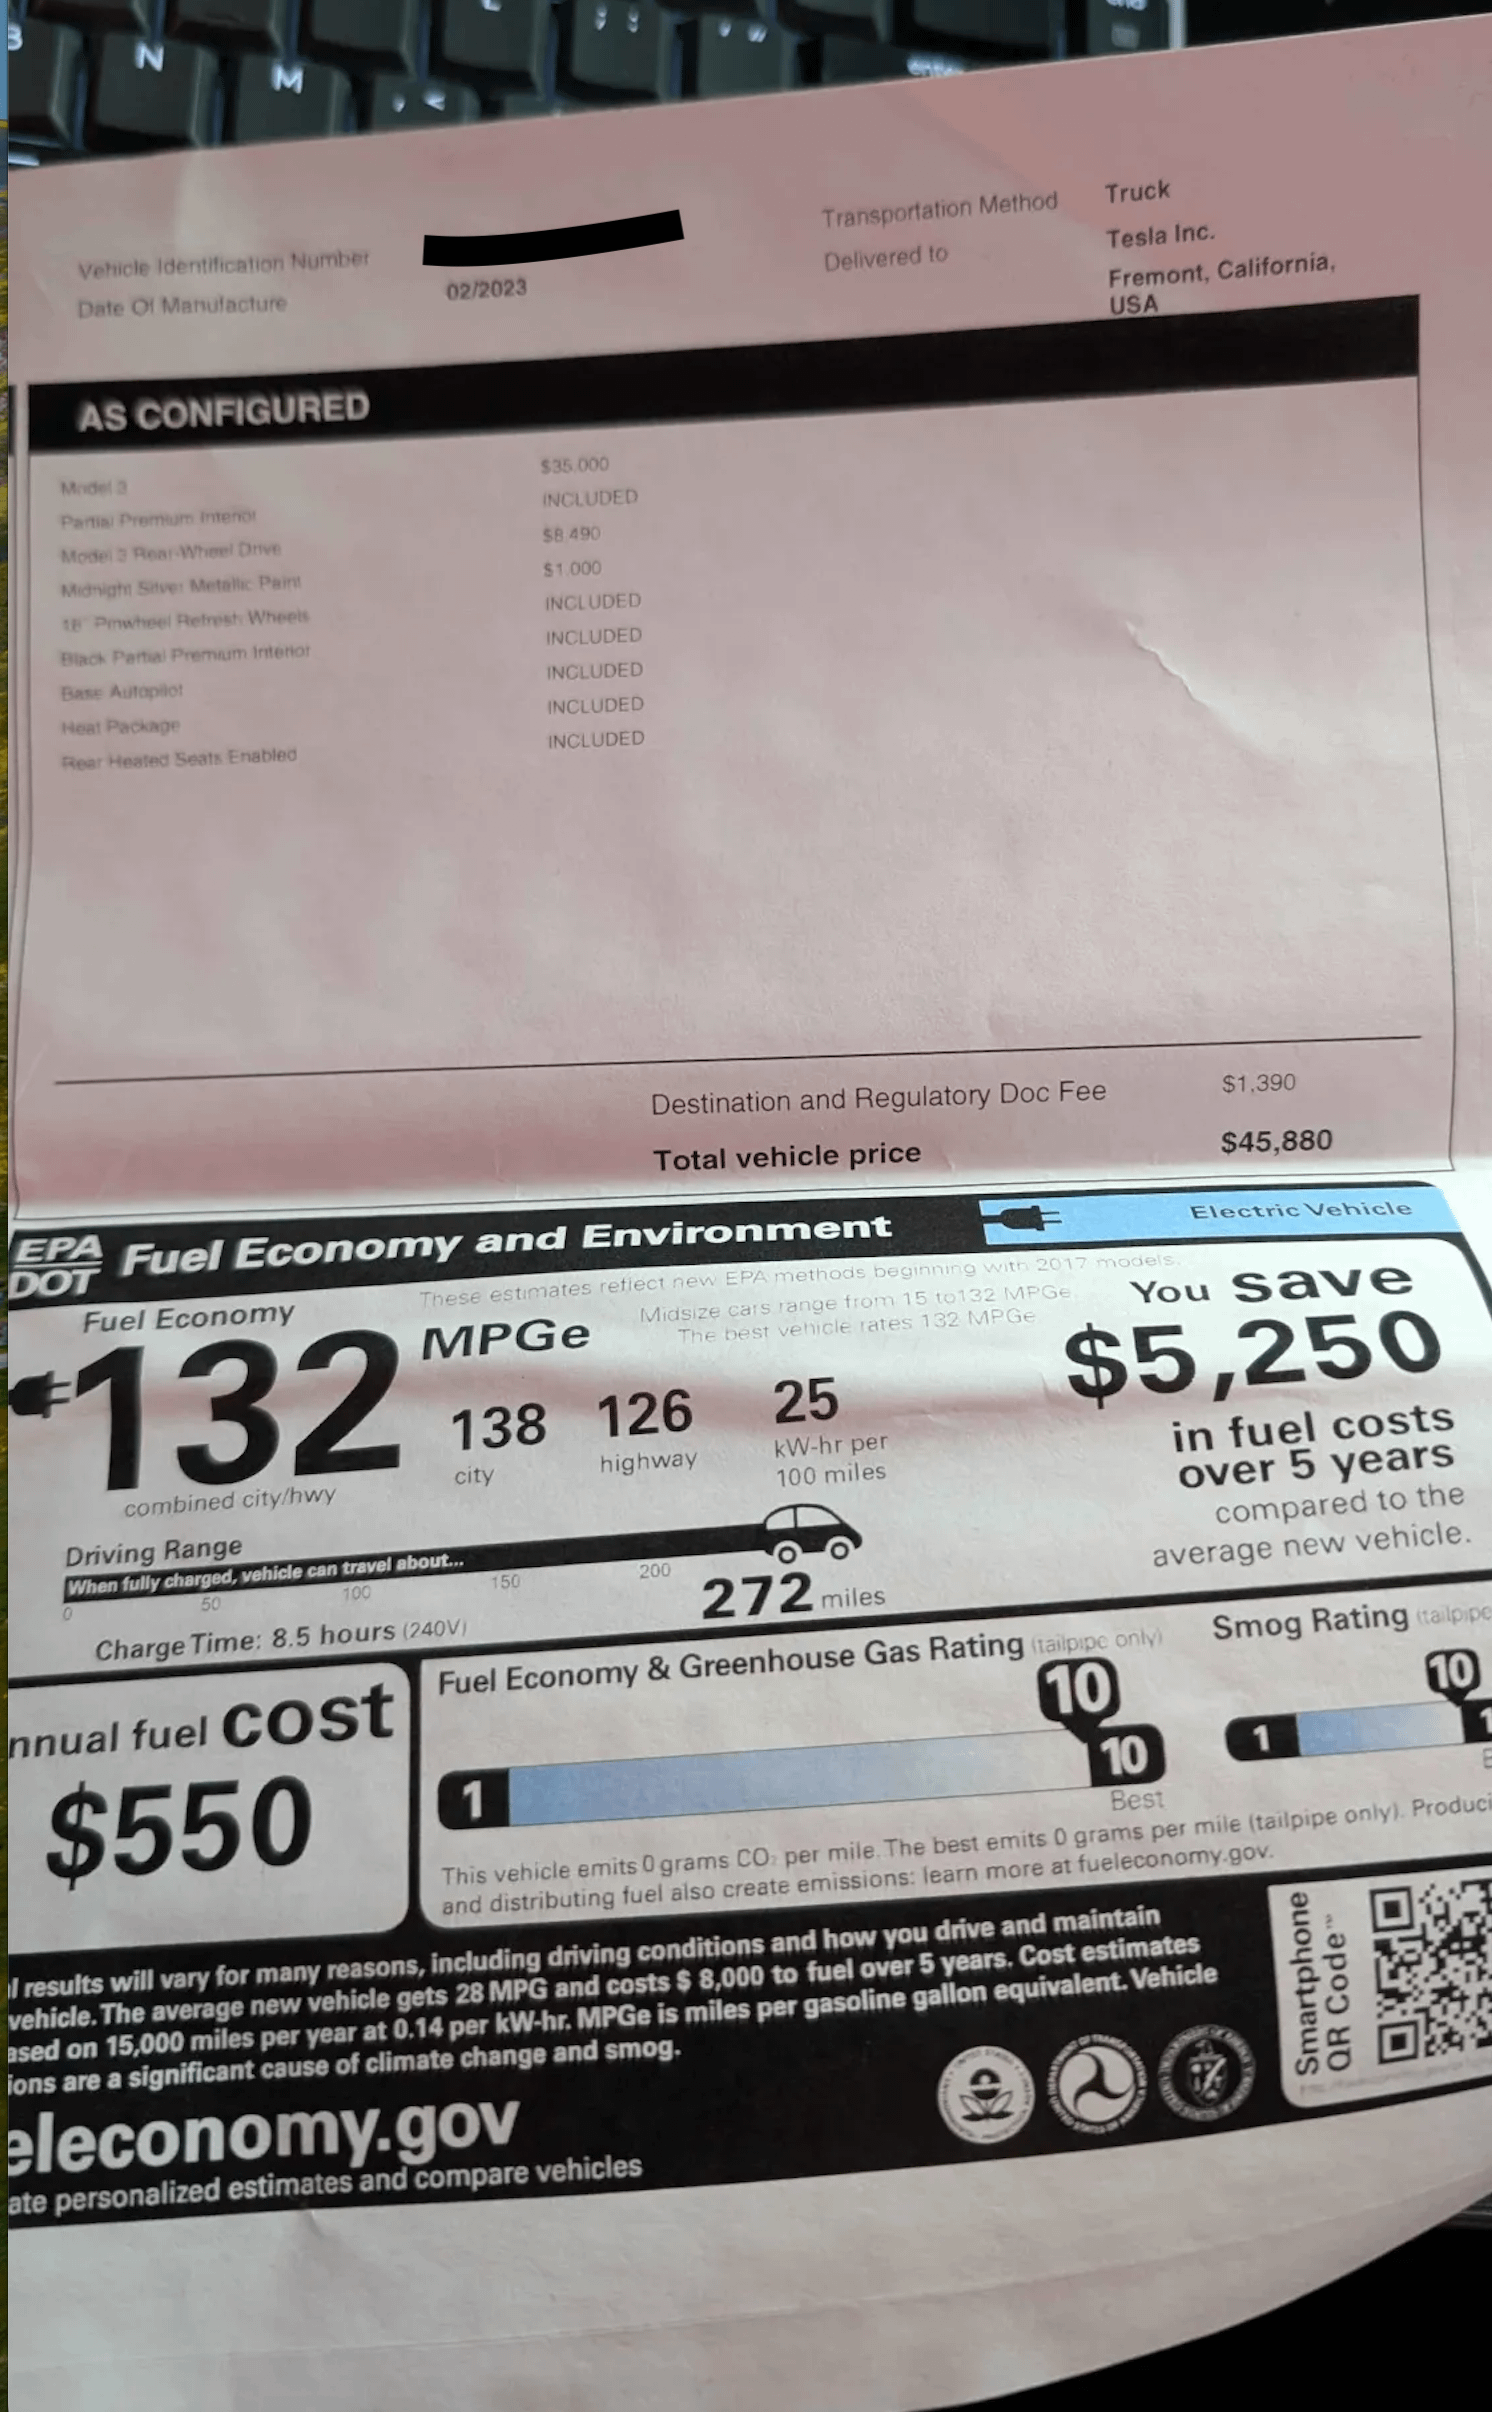 B N M , <
; : ' "
enter
Vehicle Identification Number
Date Of Manufacture 02/2023
Transportation Method Truck
Delivered to Tesla Inc.
Fremont, California,
USA
AS CONFIGURED
Model 3 $35,000
Partial Premium Interior INCLUDED
Model 3 Rear-Wheel Drive $8,490
Midnight Silver Metallic Paint $1,000
18" Pinwheel Refresh Wheels INCLUDED
Black Partial Premium Interior INCLUDED
Base Autopilot INCLUDED
Heat Package INCLUDED
Rear Heated Seats Enabled INCLUDED
Destination and Regulatory Doc Fee $1,390
Total vehicle price $45,880
EPA
DOT
Fuel Economy and Environment
Electric Vehicle
These estimates reflect new EPA methods beginning with 2017 models.
Fuel Economy
132 MPGe
Midsize cars range from 15 to132 MPGe.
The best vehicle rates 132 MPGe
138 126 25
city highway kW-hr per
100 miles
combined city/hwy
You save
$5,250
in fuel costs
over 5 years
compared to the
average new vehicle.
Driving Range
When fully charged, vehicle can travel about...
0 50 100 150 200 272 miles
Charge Time: 8.5 hours (240V)
nnual fuel cost
$550
Fuel Economy & Greenhouse Gas Rating (tailpipe only)
10
1 10
Best
Smog Rating (tailpipe
10
1 1
This vehicle emits 0 grams CO2 per mile. The best emits 0 grams per mile (tailpipe only). Produci
and distributing fuel also create emissions: learn more at fueleconomy.gov.
l results will vary for many reasons, including driving conditions and how you drive and maintain
vehicle. The average new vehicle gets 28 MPG and costs $ 8,000 to fuel over 5 years. Cost estimates
ased on 15,000 miles per year at 0.14 per kW-hr. MPGe is miles per gasoline gallon equivalent. Vehicle
ions are a significant cause of climate change and smog.
eleconomy.gov
ate personalized estimates and compare vehicles
Smartphone
QR Code™